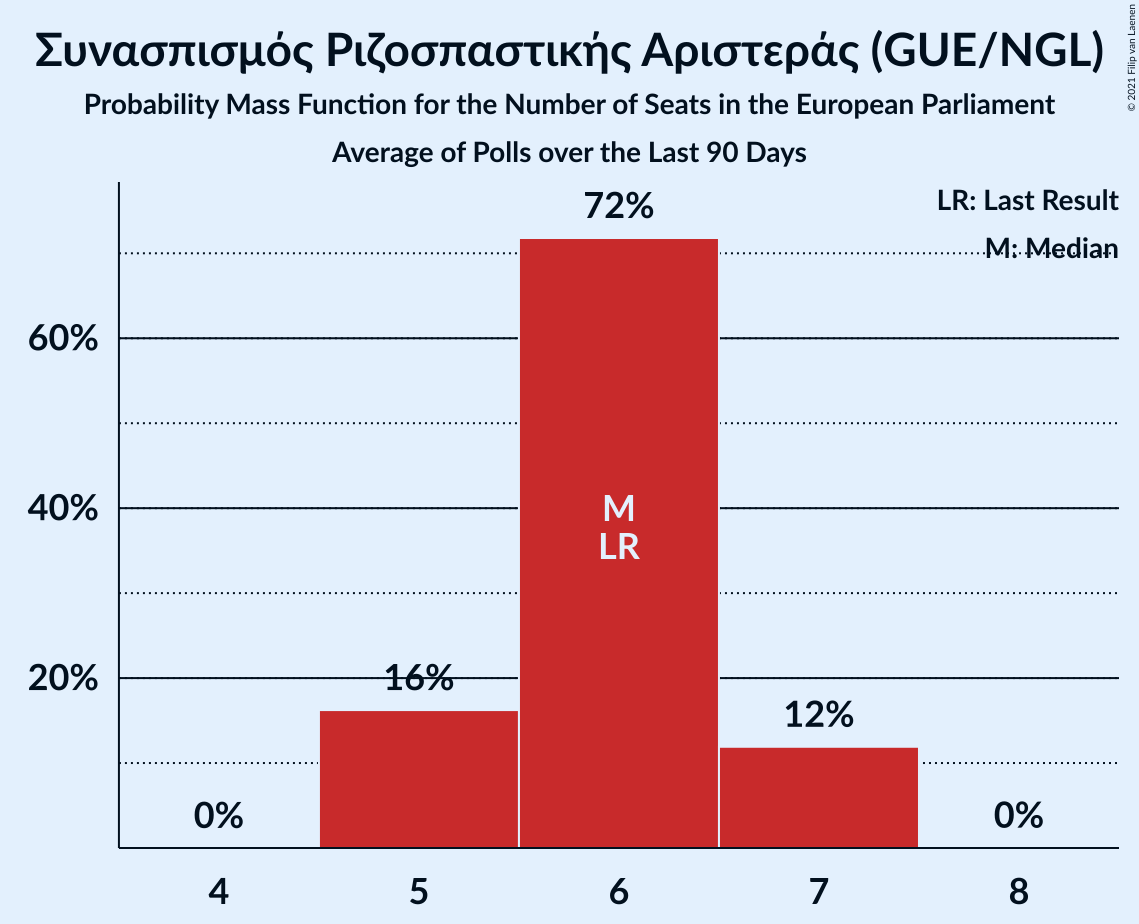 Συνασπισμός Ριζοσπαστικής Αριστεράς (GUE/NGL)
Probability Mass Function for the Number of Seats in the European Parliament
Average of Polls over the Last 90 Days
© 2021 Filip van Laenen
LR: Last Result
M: Median
72%
60%
40%
M
LR
20%
16%
12%
0%
0%
4
5
6
7
8